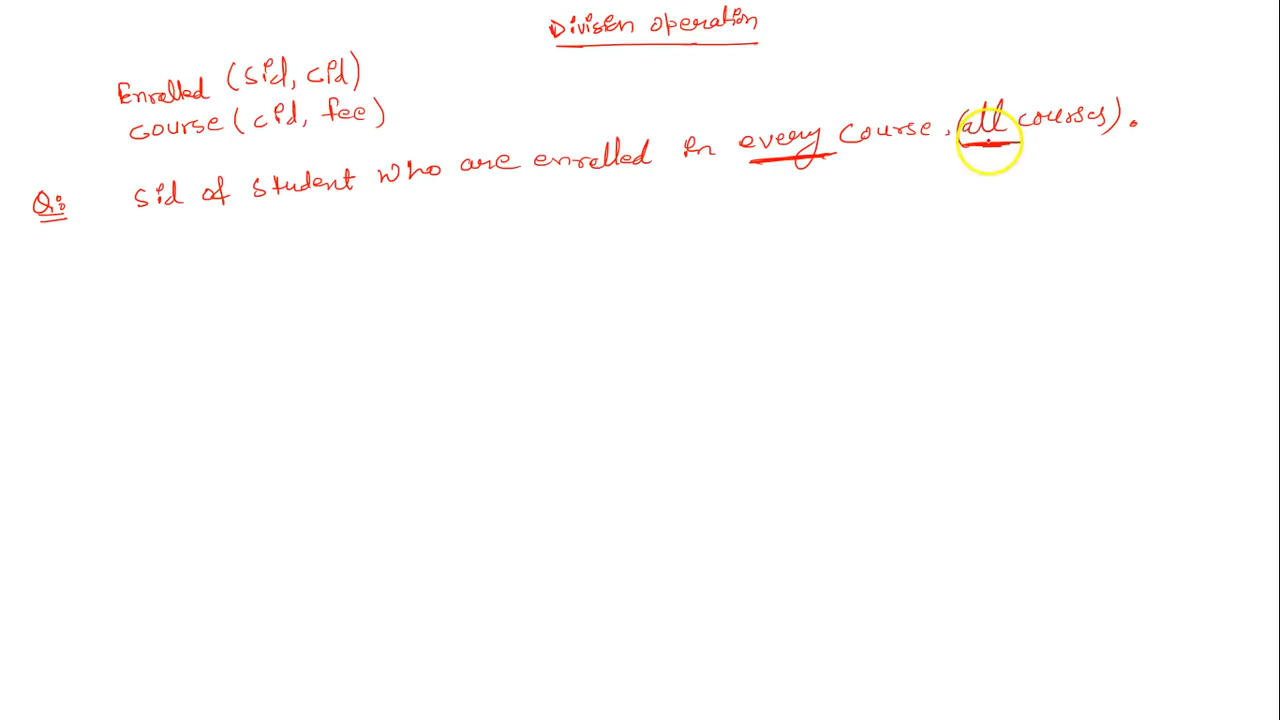 Division operation
Enrolled (sid, cid)
course (cid, fee)
Q: sid of student who are enrolled in every course. (all courses).